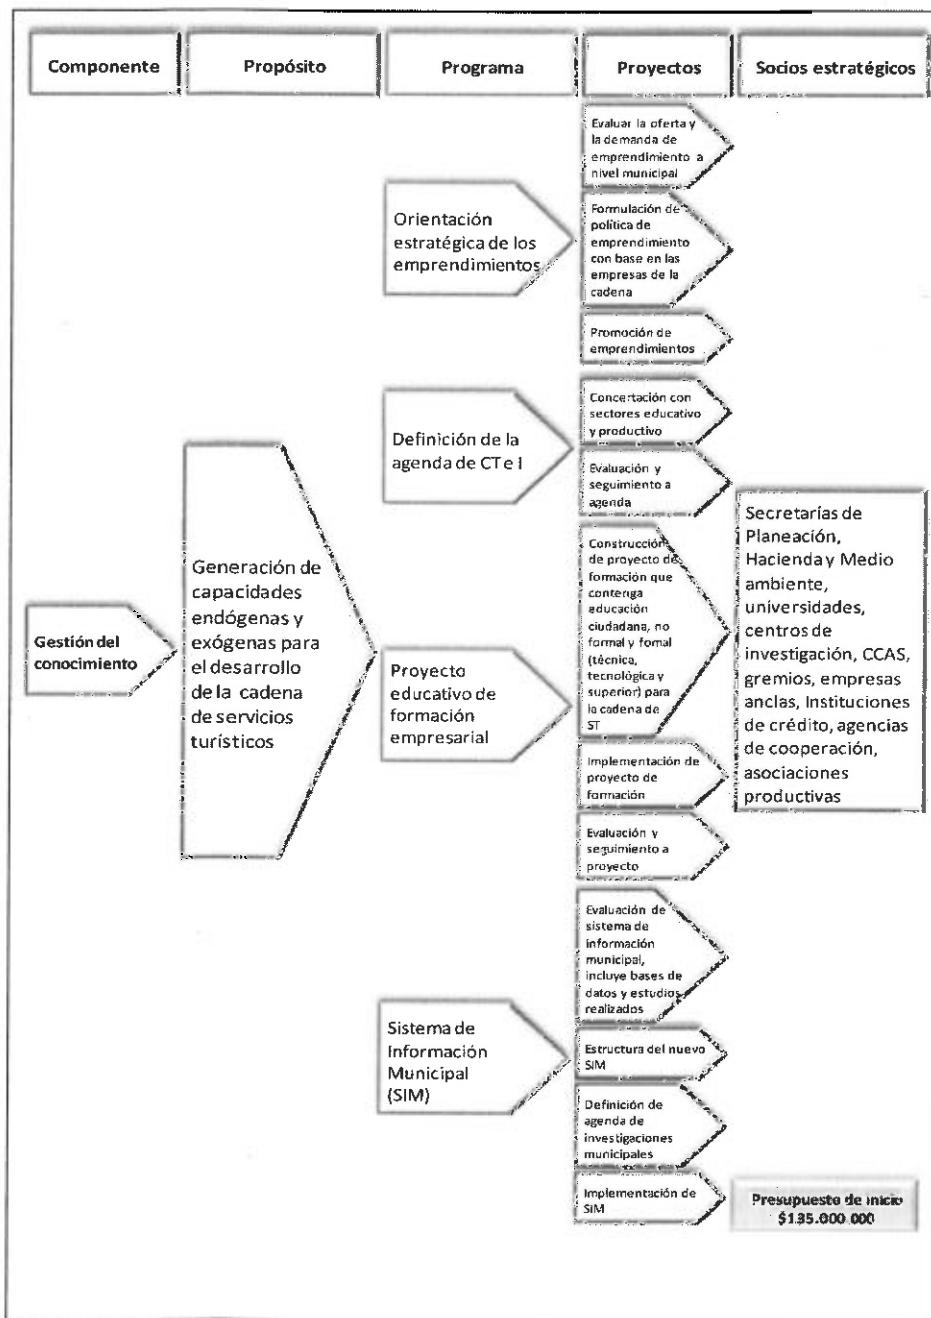 Componente
Propósito
Programa
Proyectos
Socios estratégicos
Gestión del
conocimiento
Generación de
capacidades
endógenas y
exógenas para
el desarrollo
de la cadena
de servicios
turísticos
Orientación
estratégica de los
emprendimientos
Evaluar la oferta y
la demanda de
emprendimiento a
nivel municipal
Formulación de
política de
emprendimiento
con base en las
empresas de la
cadena
Promoción de
emprendimientos
Definición de la
agenda de CTe I
Concertación con
sectores educativo
y productivo
Evaluación y
seguimiento a
agenda
Proyecto
educativo de
formación
empresarial
Construcción
de proyecto de
formación que
contenga
educación
ciudadana, no
formal y fomal
(técnica,
tecnológica y
superior) para
la cadena de
ST
Implementación de
proyecto de
formación
Evaluación y
seguimiento a
proyecto
Sistema de
Información
Municipal
(SIM)
Evaluación de
sistema de
información
municipal,
incluye bases de
datos y estudios
realizados
Estructura del nuevo
SIM
Definición de
agenda de
investigaciones
municipales
Implementación de
SIM
Secretarías de
Planeación,
Hacienda y Medio
ambiente,
universidades,
centros de
investigación, CCAS,
gremios, empresas
anclas, Instituciones
de crédito, agencias
de cooperación,
asociaciones
productivas
Presupuesto de inicio
$135.000.000